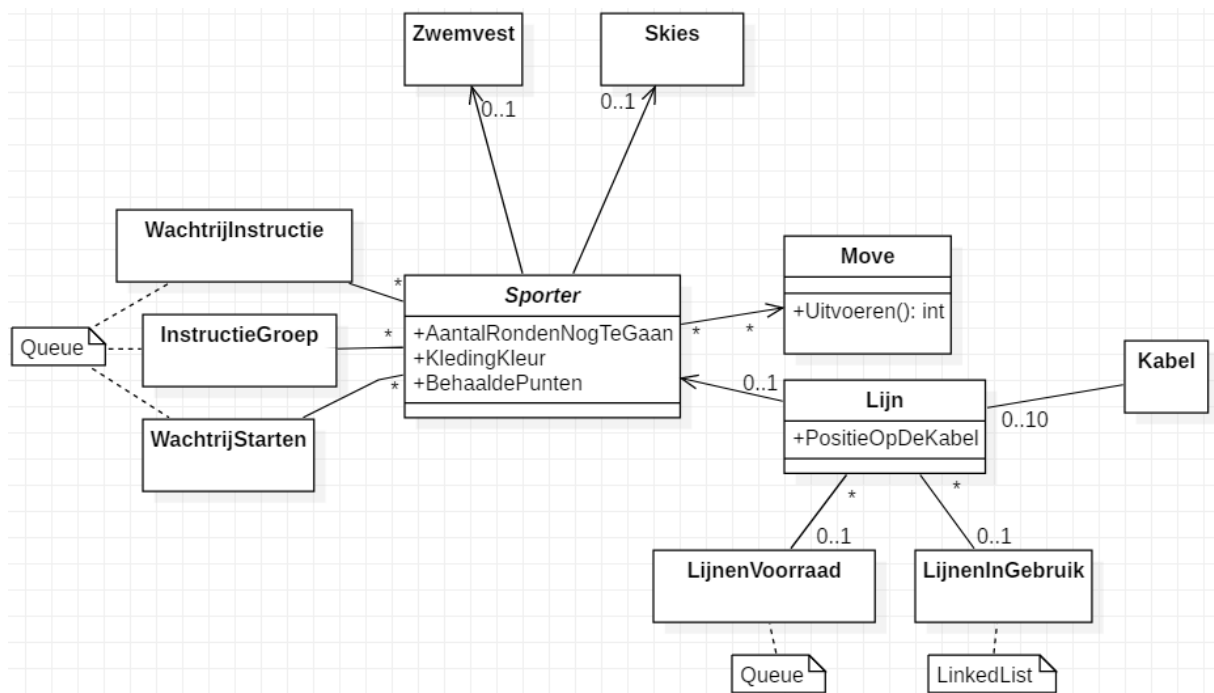 Zwemvest
Skies
0..1
0..1
WachtrijInstructie
*
Move
+Uitvoeren(): int
Sporter
+AantalRondenNogTeGaan
+KledingKleur
+BehaaldePunten
*
*
InstructieGroep
*
Queue
*
WachtrijStarten
0..1
Lijn
+PositieOpDeKabel
Kabel
0..10
*
*
0..1
0..1
LijnenVoorraad
LijnenInGebruik
Queue
LinkedList